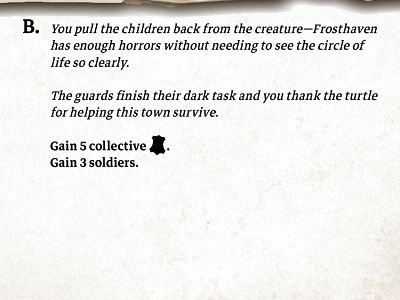 B. You pull the children back from the creature—Frosthaven
has enough horrors without needing to see the circle of
life so clearly.
The guards finish their dark task and you thank the turtle
for helping this town survive.
Gain 5 collective .
Gain 3 soldiers.